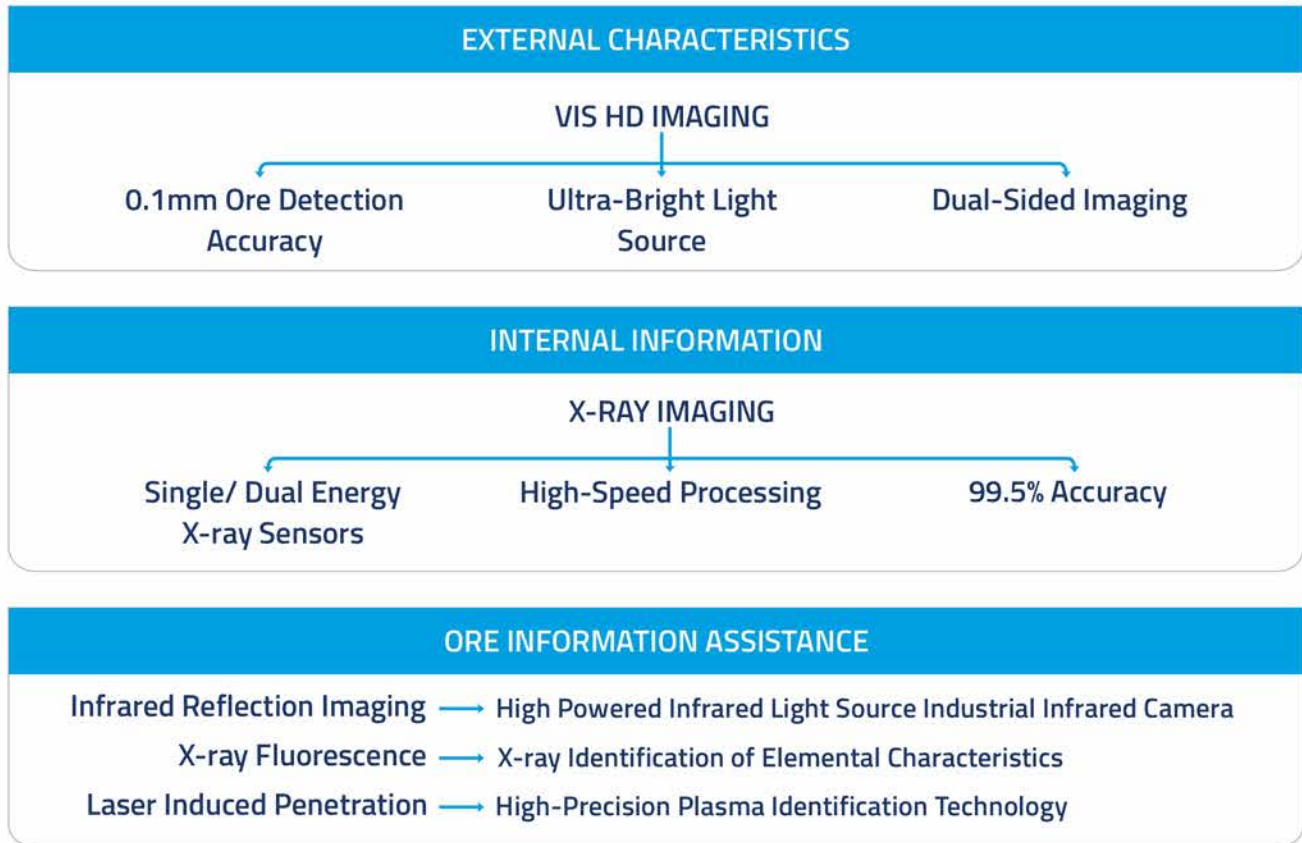 EXTERNAL CHARACTERISTICS
VIS HD IMAGING
0.1mm Ore Detection
Accuracy
Ultra-Bright Light
Source
Dual-Sided Imaging
INTERNAL INFORMATION
X-RAY IMAGING
Single/ Dual Energy
X-ray Sensors
High-Speed Processing
99.5% Accuracy
ORE INFORMATION ASSISTANCE
Infrared Reflection Imaging → High Powered Infrared Light Source Industrial Infrared Camera
X-ray Fluorescence → X-ray Identification of Elemental Characteristics
Laser Induced Penetration → High-Precision Plasma Identification Technology